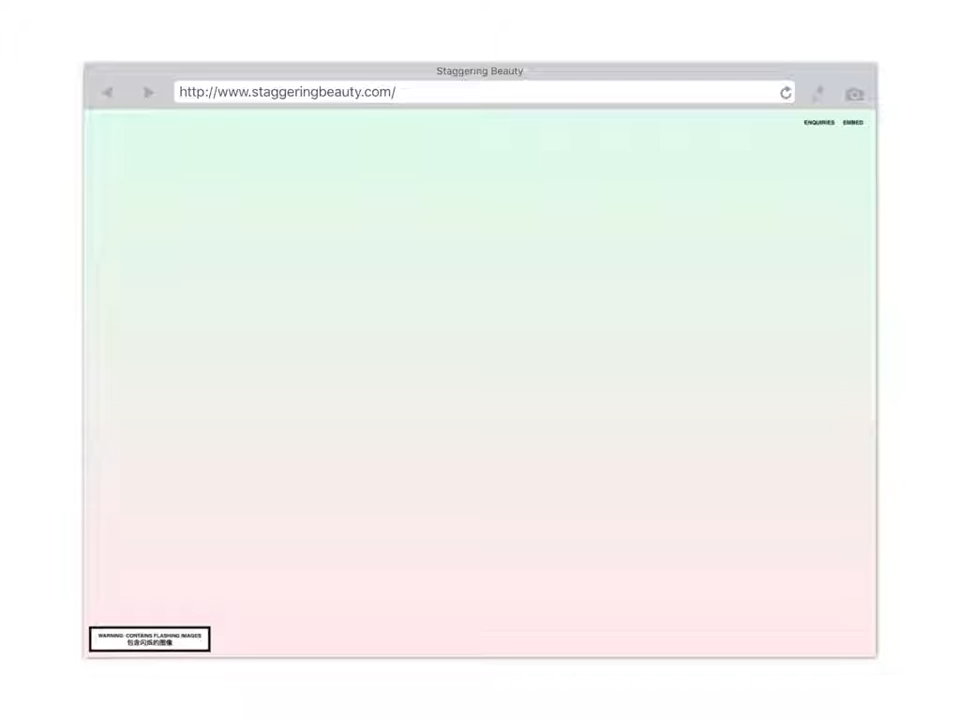 Staggering Beauty
http://www.staggeringbeauty.com/
ENQUIRIES EMBED
WARNING: CONTAINS FLASHING IMAGES
包含闪烁的图像